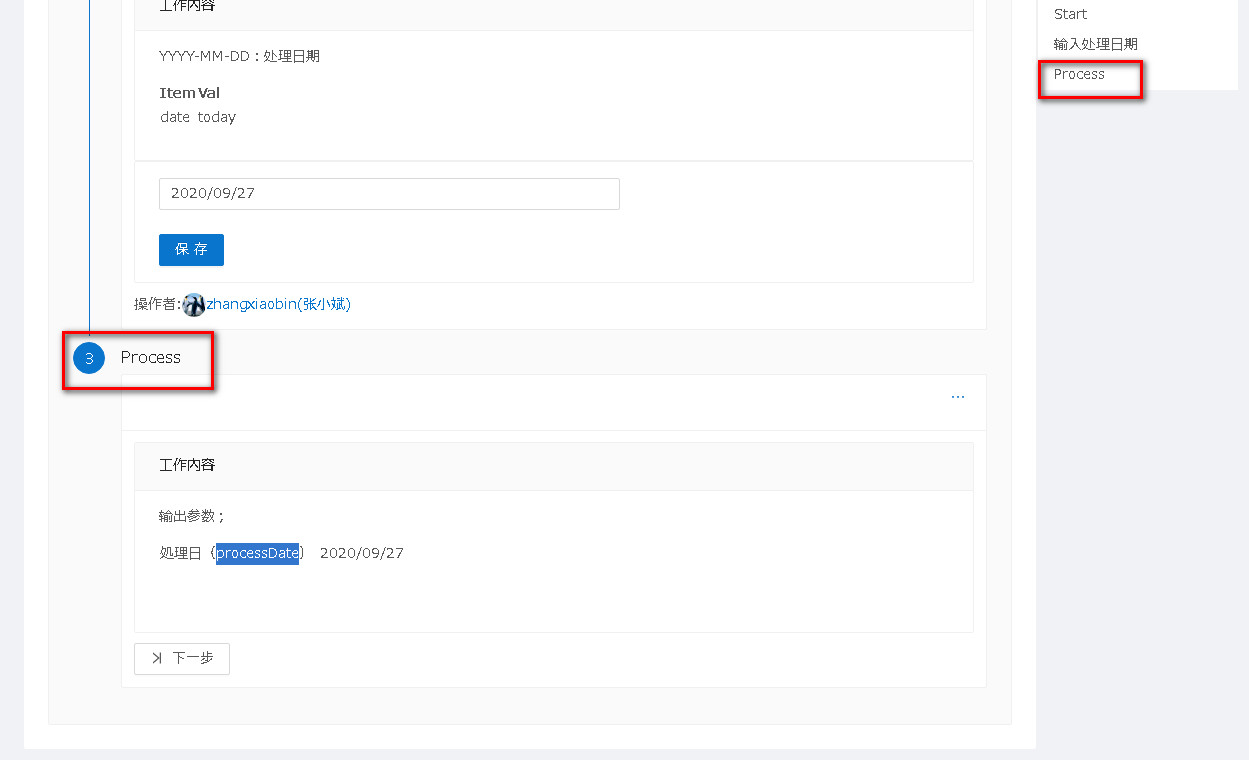 工作内容
YYYY-MM-DD：处理日期
Item Val
date today
2020/09/27
保 存
操作者:zhangxiaobin(张小斌)
3 Process
...
工作内容
输出参数；
処理日｛processDate｝ 2020/09/27
下一步
Start
输入处理日期
Process